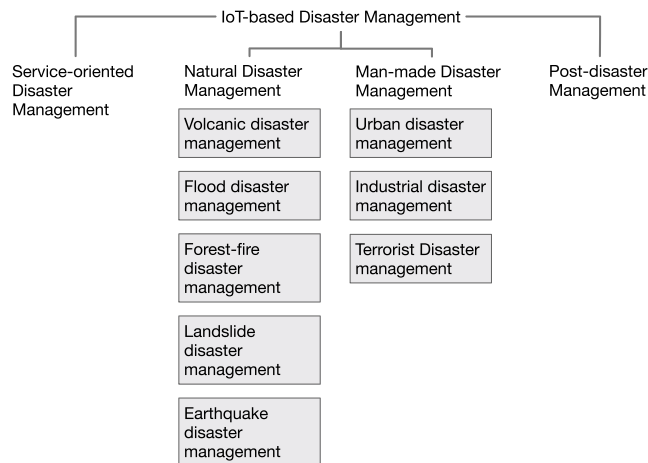 IoT-based Disaster Management
Service-oriented
Disaster
Management
Natural Disaster
Management
Volcanic disaster
management
Flood disaster
management
Forest-fire
disaster
management
Landslide
disaster
management
Earthquake
disaster
management
Man-made Disaster
Management
Urban disaster
management
Industrial disaster
management
Terrorist Disaster
management
Post-disaster
Management